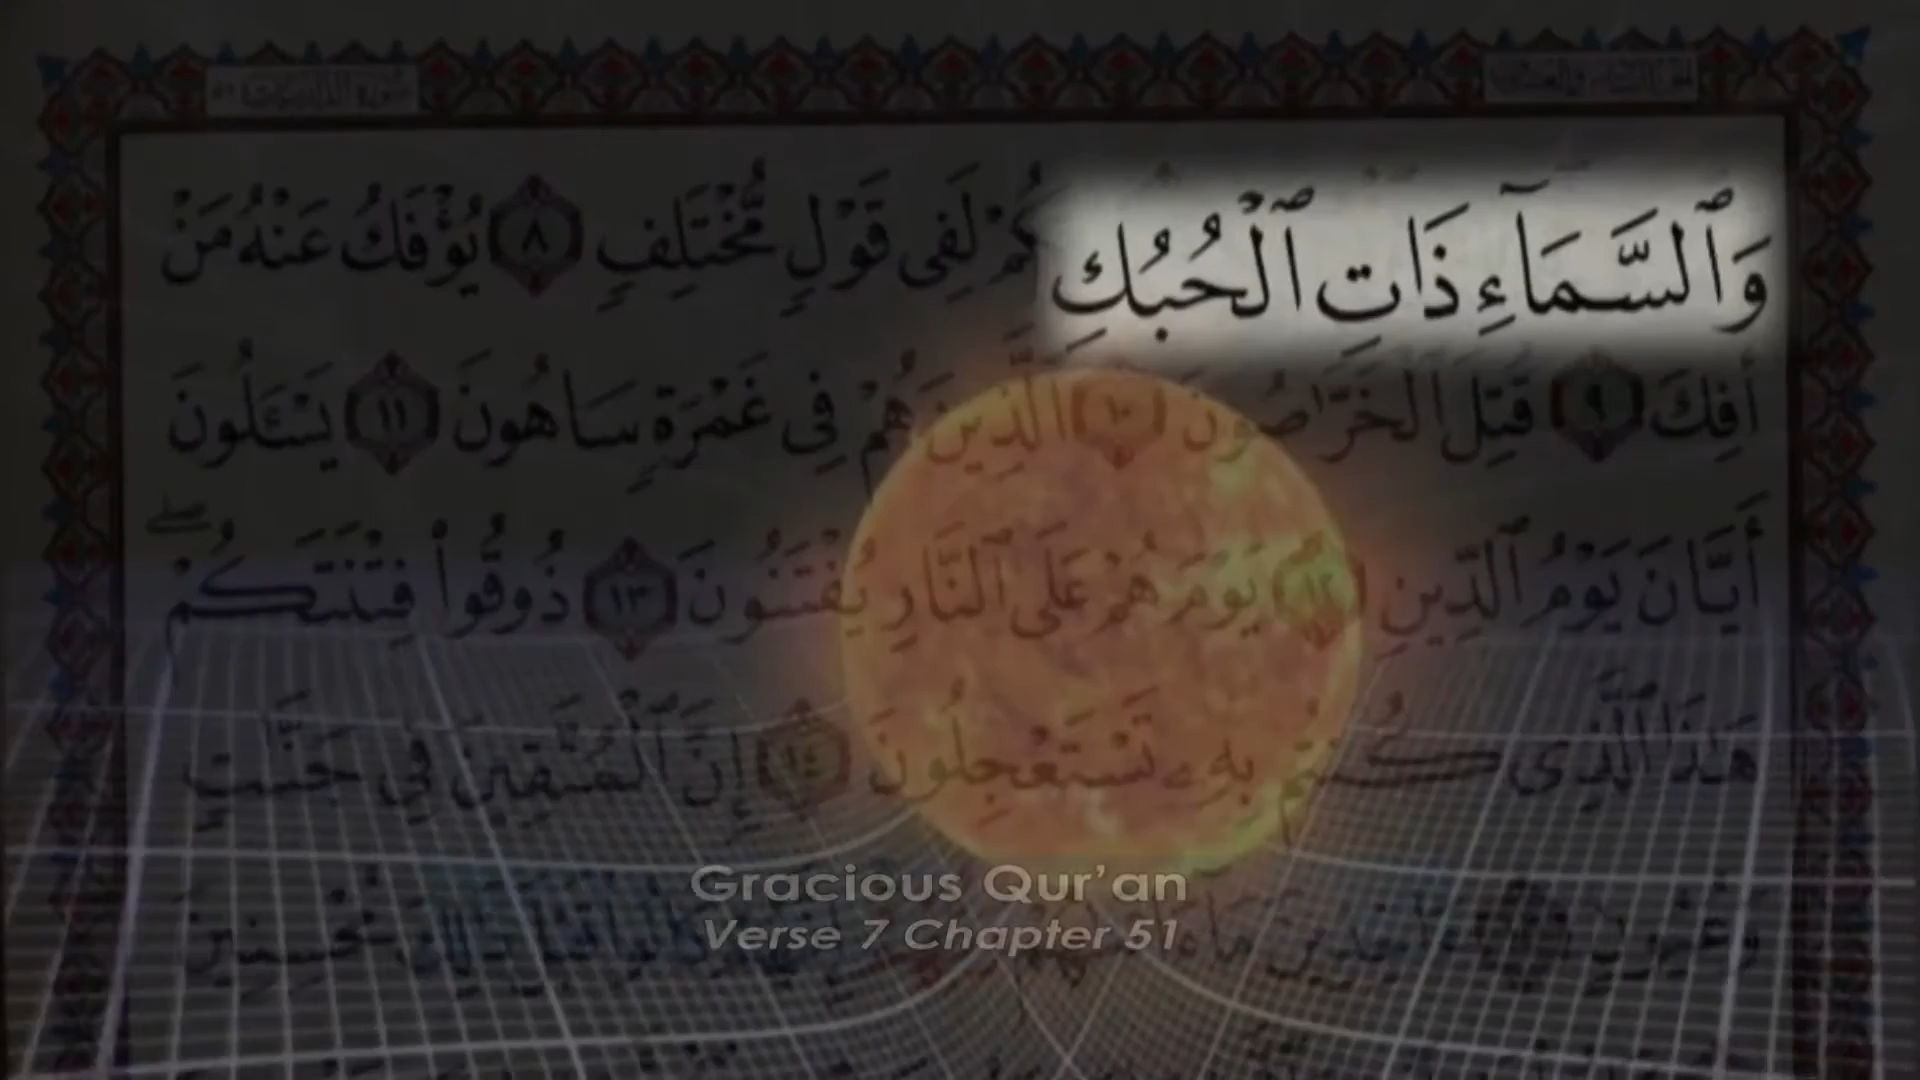 وَٱلسَّمَآءِ ذَاتِ ٱلْحُبُكِ لَفِى قَوْلٍ مُّخْتَلِفٍ ٨ يُؤْفَكُ عَنْهُ مَنْ
أُفِكَ ٩ قُتِلَ ٱلْخَرَّٰصُونَ ١٠ ٱلَّذِينَ هُمْ فِى غَمْرَةٍ سَاهُونَ ١١ يَسْـَٔلُونَ
أَيَّانَ يَوْمُ ٱلدِّينِ ١٢ يَوْمَ هُمْ عَلَى ٱلنَّارِ يُفْتَنُونَ ١٣ ذُوقُوا۟ فِتْنَتَكُمْ ۖ
هَٰذَا ٱلَّذِى كُنتُم بِهِۦ تَسْتَعْجِلُونَ ١٤ إِنَّ ٱلْمُتَّقِينَ فِى جَنَّٰتٍ
Gracious Qur’an
Verse 7 Chapter 51